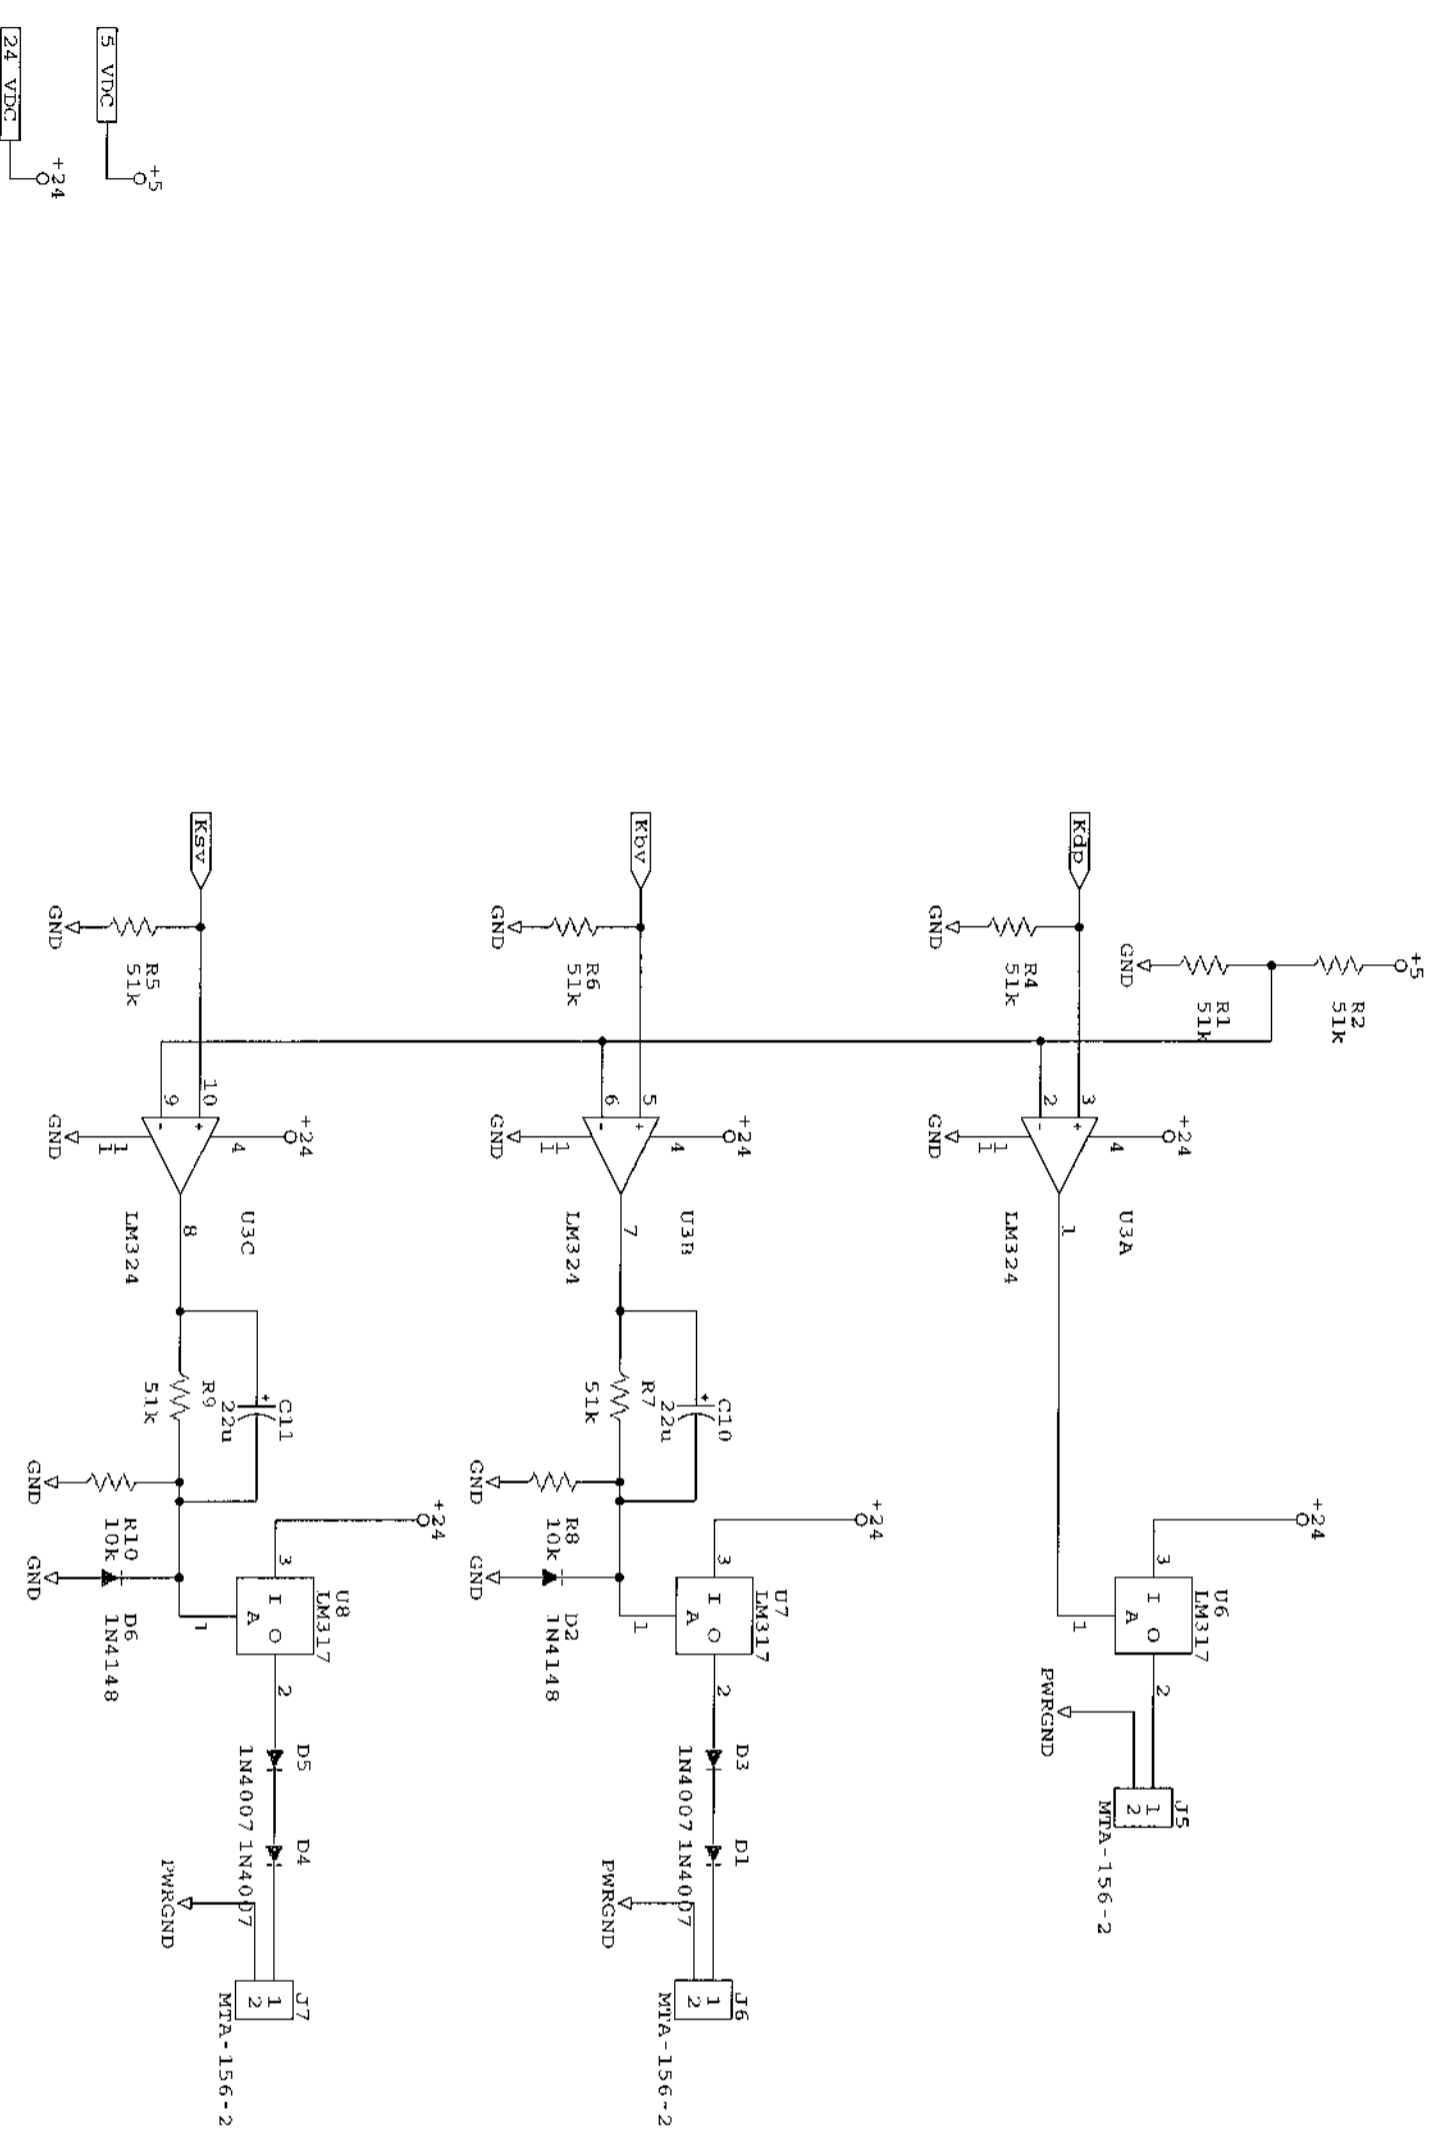 +5
R2
51k
R1
51k
GND
Kdp
R4
51k
GND
3
2
+
-
+24
4
11
GND
U3A
LM324
1
+24
3
U6
LM317
I
A
O
1
2
PWRGND
J5
1
2
MTA-156-2
Kbv
R6
51k
GND
5
6
+
-
+24
4
11
GND
U3B
LM324
7
C10
22u
+
R7
51k
R8
10k
GND
+24
3
U7
LM317
I
A
O
1
2
D2
1N4148
GND
D3
1N4007
D1
1N4007
PWRGND
J6
1
2
MTA-156-2
Ksv
R5
51k
GND
10
9
+
-
+24
4
11
GND
U3C
LM324
8
C11
22u
+
R9
51k
R10
10k
GND
+24
3
U8
LM317
I
A
O
1
2
D6
1N4148
GND
D5
1N4007
D4
1N4007
PWRGND
J7
1
2
MTA-156-2
5 VDC
+5
24 VDC
+24